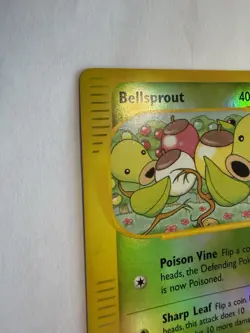 Bellsprout 40
Poison Vine Flip a coin
heads, the Defending Pok
is now Poisoned.
Sharp Leaf Flip a coin
heads, this attack does 10
10 more dam